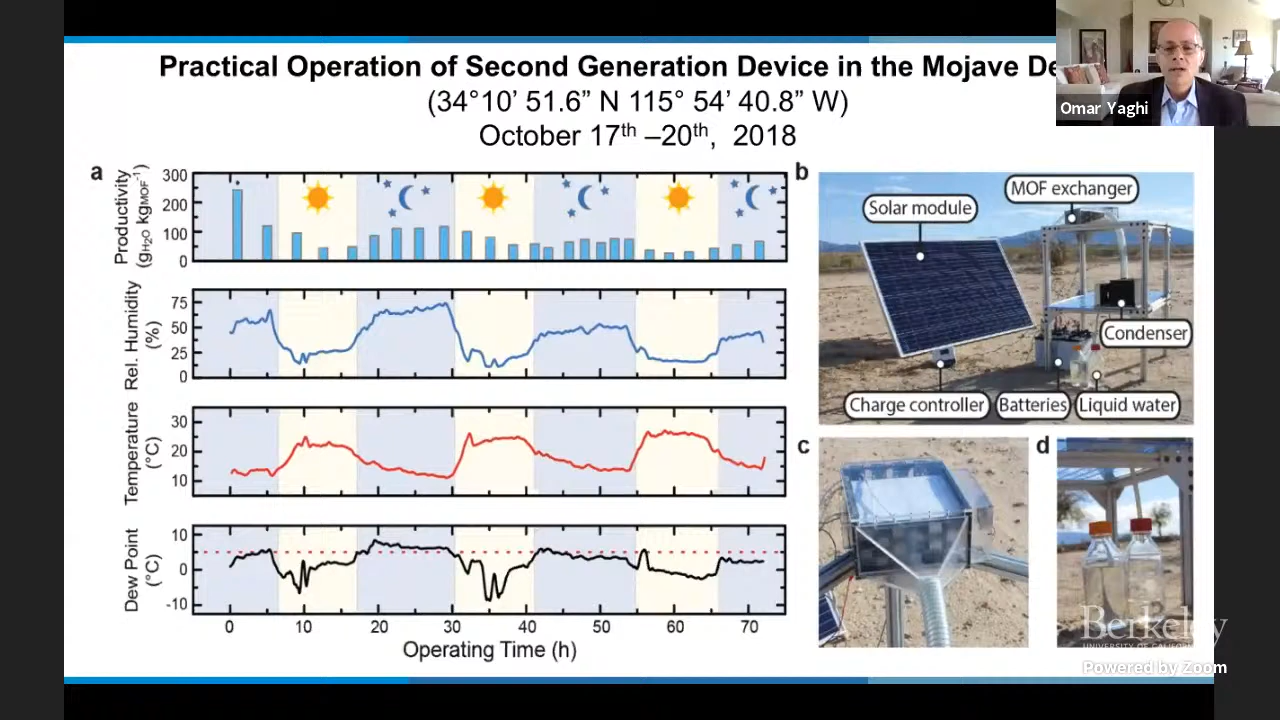 Practical Operation of Second Generation Device in the Mojave De
(34°10’ 51.6” N 115° 54’ 40.8” W)
October 17th –20th, 2018
Omar Yaghi
a
Productivity
(gH₂O kgMOF⁻¹)
300
200
100
0
*
Rel. Humidity
(%)
75
50
25
0
Temperature
(°C)
30
20
10
Dew Point
(°C)
10
0
-10
0
10
20
30
40
50
60
70
Operating Time (h)
b
MOF exchanger
Solar module
Condenser
Charge controller
Batteries
Liquid water
c
d
Berkeley
UNIVERSITY OF CALIFORNIA
Powered by Zoom